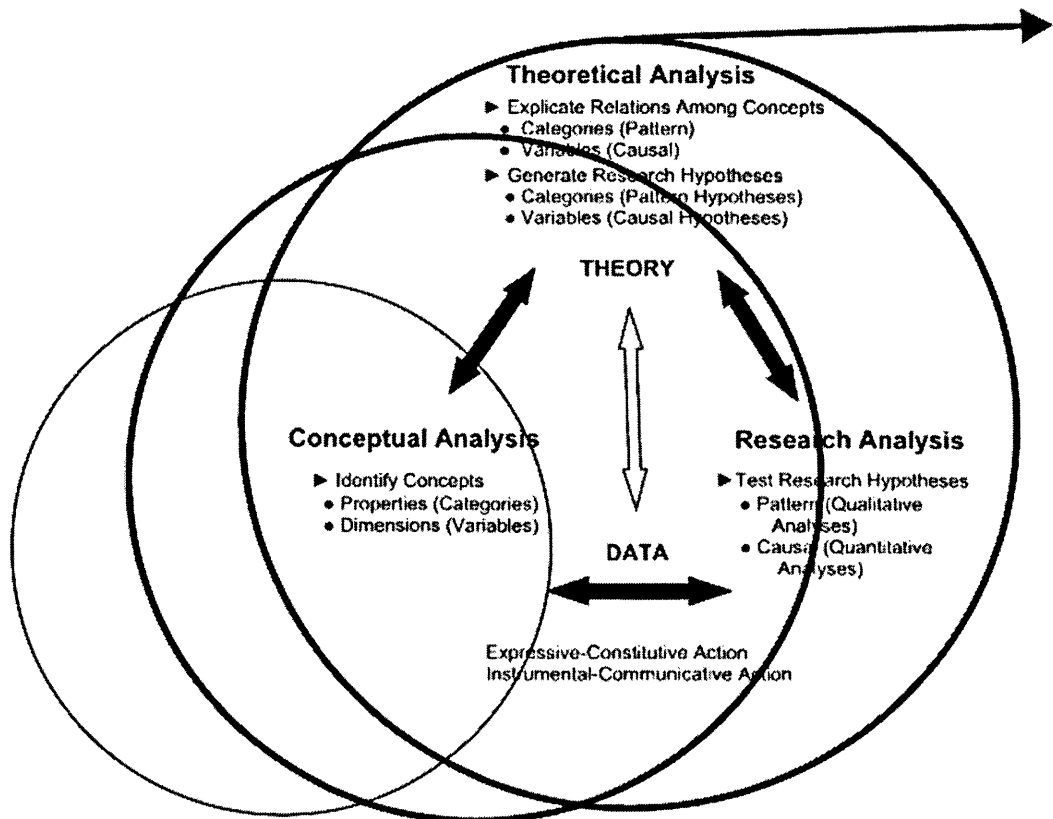 Theoretical Analysis
► Explicate Relations Among Concepts
● Categories (Pattern)
● Variables (Causal)
► Generate Research Hypotheses
● Categories (Pattern Hypotheses)
● Variables (Causal Hypotheses)
THEORY
Conceptual Analysis
► Identify Concepts
● Properties (Categories)
● Dimensions (Variables)
Research Analysis
► Test Research Hypotheses
● Pattern (Qualitative
Analyses)
● Causal (Quantitative
Analyses)
DATA
Expressive-Constitutive Action
Instrumental-Communicative Action